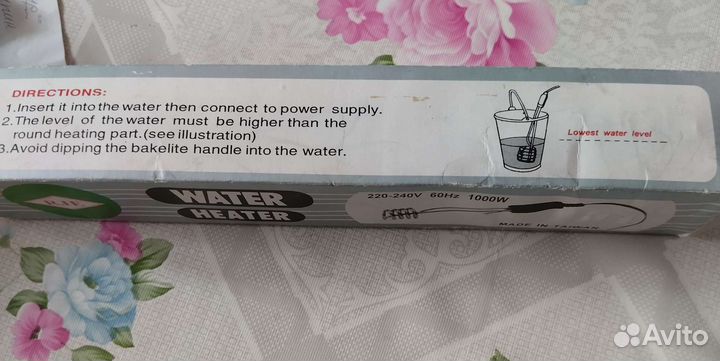 DIRECTIONS:
1.Insert it into the water then connect to power supply.
2.The level of the water must be higher than the
round heating part.(see illustration)
3.Avoid dipping the bakelite handle into the water.
Lowest water level
WATER
HEATER
220-240V 60Hz 1000W
MADE IN TAIWAN
Avito